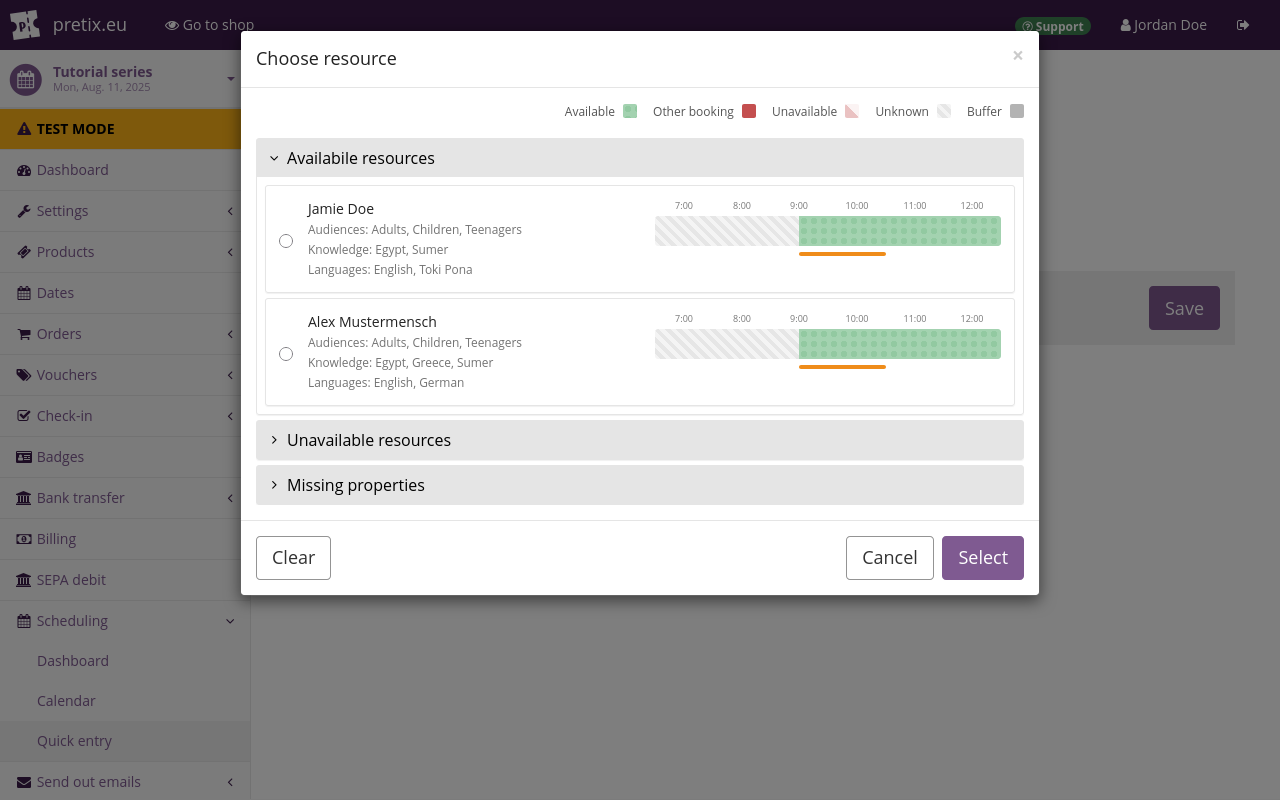 pretix.eu
Go to shop
Support
Jordan Doe
Tutorial series
Mon, Aug. 11, 2025
TEST MODE
Dashboard
Settings
Products
Dates
Orders
Vouchers
Check-in
Badges
Bank transfer
Billing
SEPA debit
Scheduling
Dashboard
Calendar
Quick entry
Send out emails
Save
Choose resource
×
Available Other booking Unavailable Unknown Buffer
Availabile resources
Jamie Doe
Audiences: Adults, Children, Teenagers
Knowledge: Egypt, Sumer
Languages: English, Toki Pona
7:00 8:00 9:00 10:00 11:00 12:00
Alex Mustermensch
Audiences: Adults, Children, Teenagers
Knowledge: Egypt, Greece, Sumer
Languages: English, German
7:00 8:00 9:00 10:00 11:00 12:00
Unavailable resources
Missing properties
Clear
Cancel
Select